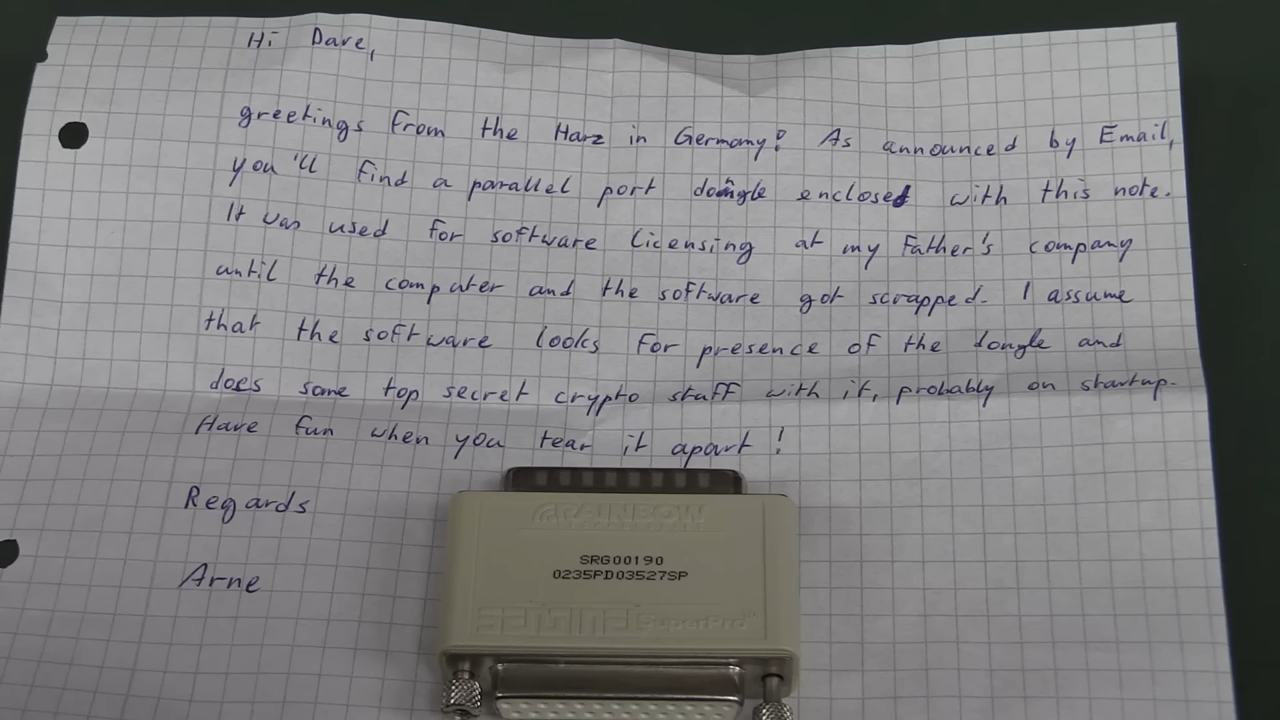 Hi Dave,
greetings from the Harz in Germany! As announced by Email,
you'll find a parallel port dongle enclosed with this note.
It was used for software licensing at my father's company
until the computer and the software got scrapped. I assume
that the software looks for presence of the dongle and
does some top secret crypto stuff with it, probably on startup.
Have fun when you tear it apart!
Regards
Arne
RAINBOW
SRG00190
0235PD03527SP
SENTINEL SuperPro™